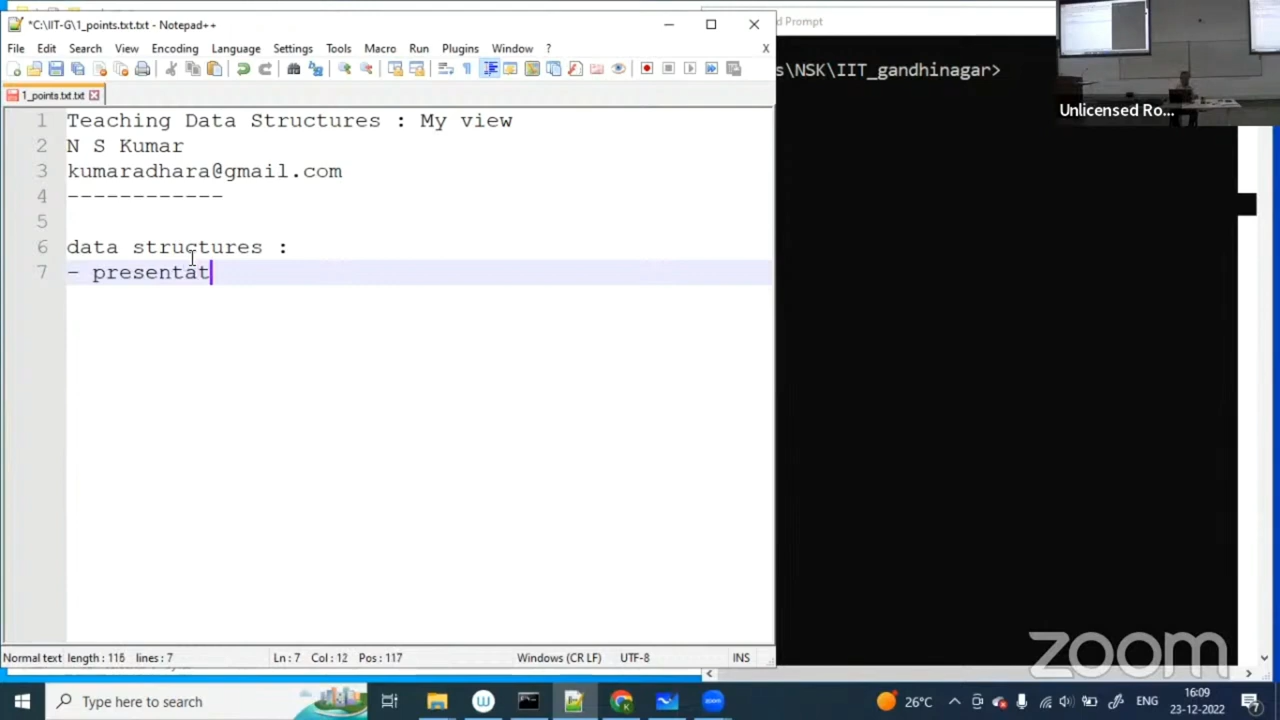 *C:\IIT-G\1_points.txt.txt - Notepad++
d Prompt
File Edit Search View Encoding Language Settings Tools Macro Run Plugins Window ? X
1_points.txt.txt
s\NSK\IIT_gandhinagar>
Unlicensed Ro...
1 Teaching Data Structures : My view
2 N S Kumar
3 kumaradhara@gmail.com
4 ------------
5
6 data structures :
7 - presentat
zoom
Normal text length : 116 lines : 7 Ln : 7 Col : 12 Pos : 117 Windows (CR LF) UTF-8 INS
Type here to search
26°C
ENG
16:09
23-12-2022